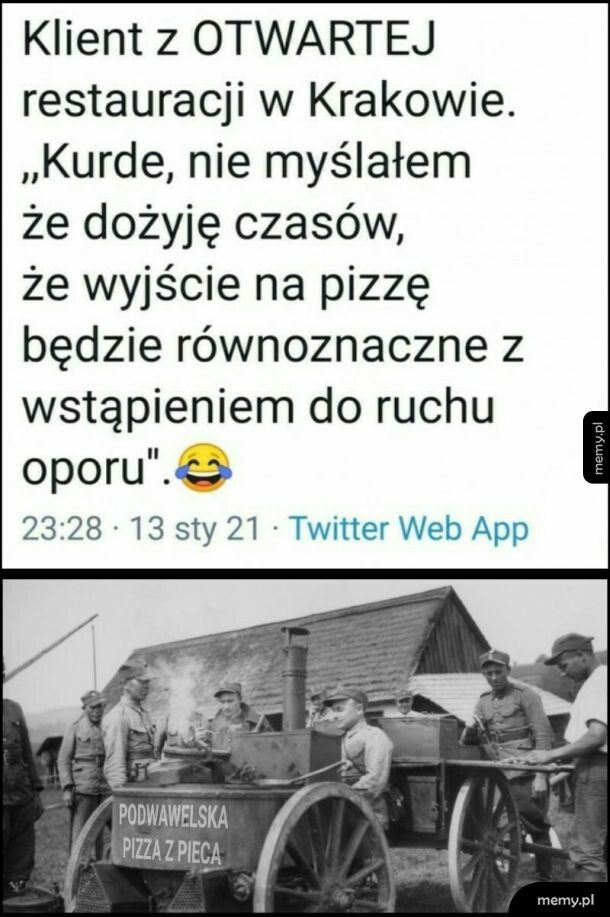 Klient z OTWARTEJ
restauracji w Krakowie.
„Kurde, nie myślałem
że dożyję czasów,
że wyjście na pizzę
będzie równoznaczne z
wstąpieniem do ruchu
oporu".😂
23:28 · 13 sty 21 · Twitter Web App
memy.pl
PODWAWELSKA
PIZZA Z PIECA
memy.pl